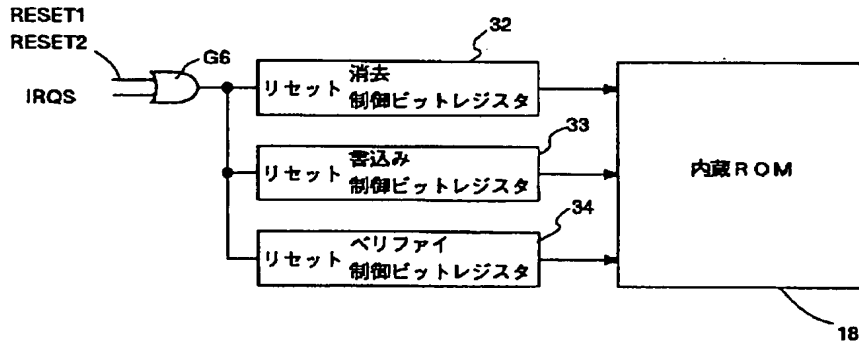 RESET1
RESET2
IRQS
G6
32
リセット 消去
制御ビットレジスタ
33
リセット 書込み
制御ビットレジスタ
34
リセット ベリファイ
制御ビットレジスタ
内蔵ROM
18